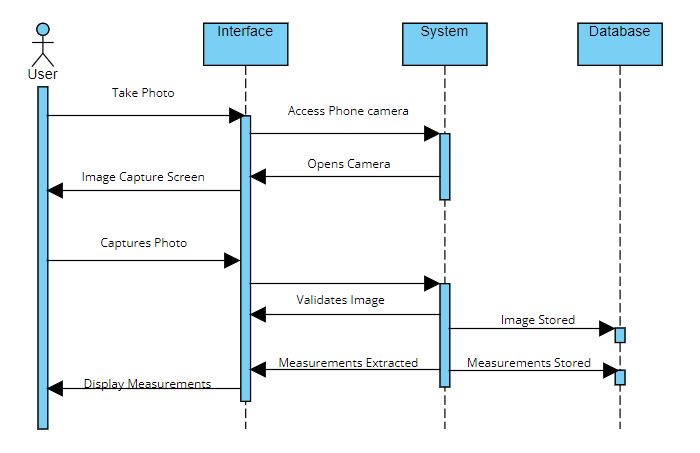 Interface
System
Database
User
Take Photo
Access Phone camera
Opens Camera
Image Capture Screen
Captures Photo
Validates Image
Image Stored
Measurements Extracted
Measurements Stored
Display Measurements